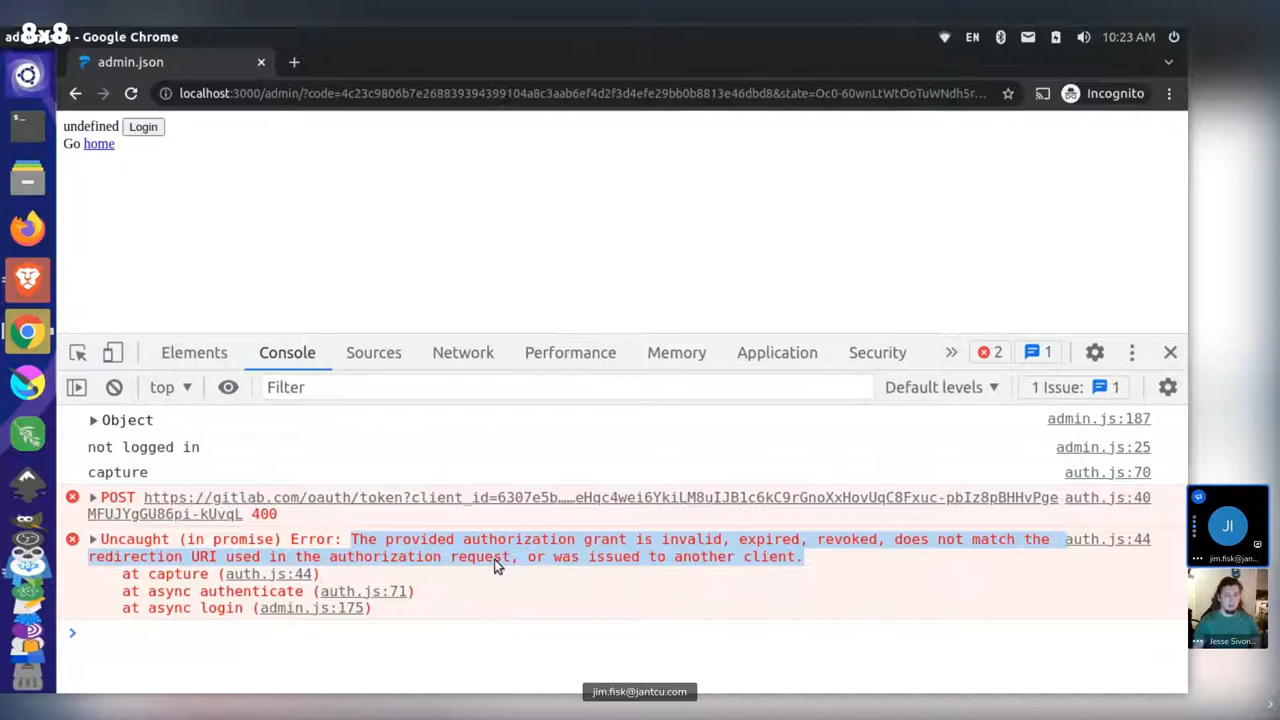 8x8
- Google Chrome
EN
10:23 AM
admin.json
localhost:3000/admin/?code=4c23c9806b7e268839394399104a8c3aab6ef4d2f3d4efe29bb0b8813e46dbd8&state=Oc0-60wnLtWtOoTuWNdh5r...
Incognito
undefined Login
Go home
Elements Console Sources Network Performance Memory Application Security » 2 1
top Filter Default levels 1 Issue: 1
Object admin.js:187
not logged in admin.js:25
capture auth.js:70
POST https://gitlab.com/oauth/token?client_id=6307e5b……eHqc4wei6YkiLM8uIJB1c6kC9rGnoXxHovUqC8Fxuc-pbIz8pBHHvPge auth.js:40
MFUJYgGU86pi-kUvqL 400
Uncaught (in promise) Error: The provided authorization grant is invalid, expired, revoked, does not match the auth.js:44
redirection URI used in the authorization request, or was issued to another client.
at capture (auth.js:44)
at async authenticate (auth.js:71)
at async login (admin.js:175)
JI
jim.fisk@jan...
Jesse Sivon...
jim.fisk@jantcu.com